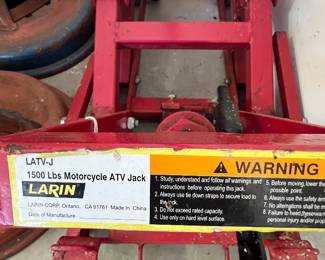 LATV-J
1500 Lbs Motorcycle ATV Jack
LARIN
LARIN CORP. Ontario, CA 91761 Made In China
Date of Manufacture
WARNING
1. Study, understand and follow all warnings and
instructions before operating this jack.
2. Always use tie down straps to secure load
to the jack.
3. Do not exceed rated capacity.
4. Use only on hard level surface.
5. Before moving, lower the
possible point.
6. Always use the safety
No alterations shall be m
8. Failure to heed these
personal injury and/or prope